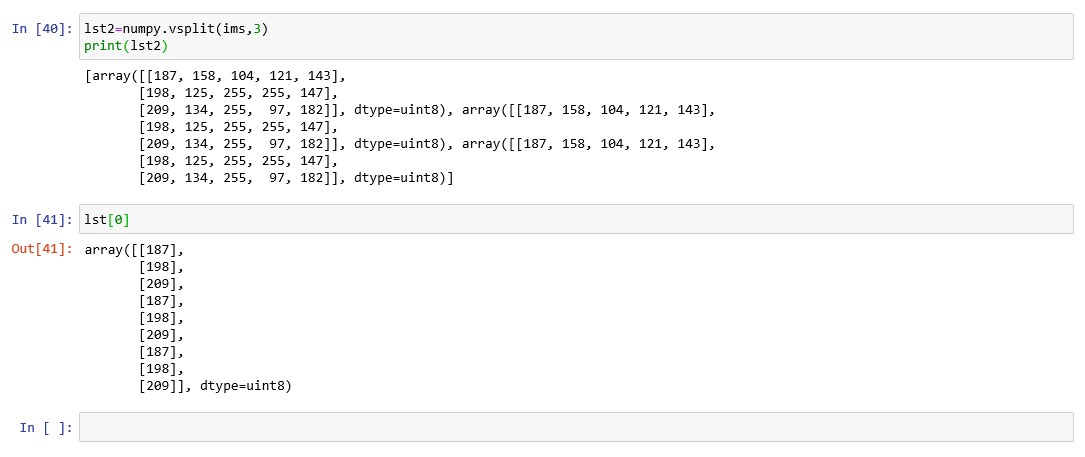 In [40]: lst2=numpy.vsplit(ims,3)
print(lst2)
[array([[187, 158, 104, 121, 143],
       [198, 125, 255, 255, 147],
       [209, 134, 255,  97, 182]], dtype=uint8), array([[187, 158, 104, 121, 143],
       [198, 125, 255, 255, 147],
       [209, 134, 255,  97, 182]], dtype=uint8), array([[187, 158, 104, 121, 143],
       [198, 125, 255, 255, 147],
       [209, 134, 255,  97, 182]], dtype=uint8)]
In [41]: lst[0]
Out[41]: array([[187],
       [198],
       [209],
       [187],
       [198],
       [209],
       [187],
       [198],
       [209]], dtype=uint8)
In [ ]: